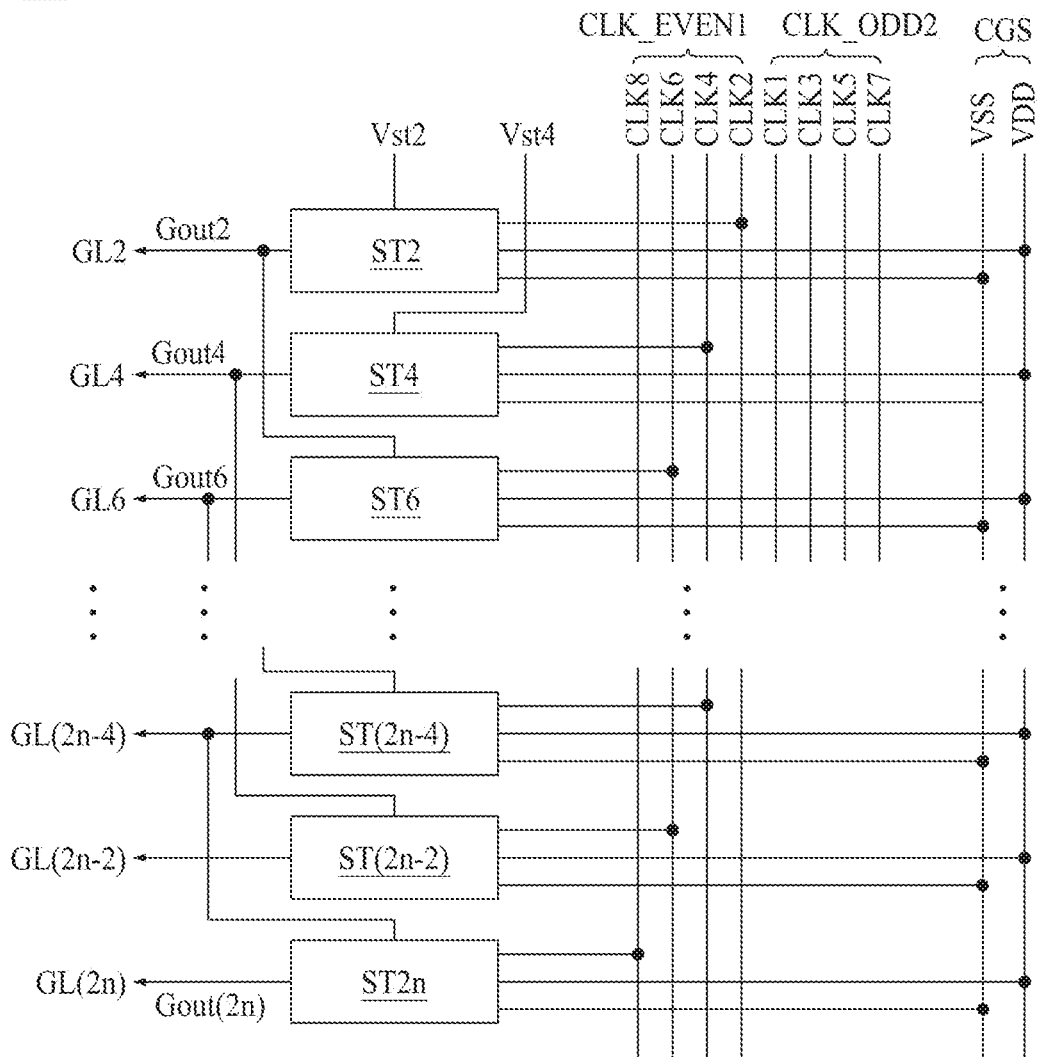 CLK_EVEN1 CLK_ODD2 CGS
CLK8 CLK6 CLK4 CLK2 CLK1 CLK3 CLK5 CLK7 VSS VDD
Vst2 Vst4
Gout2
GL2 ST2
Gout4
GL4 ST4
Gout6
GL6 ST6
GL(2n-4) ST(2n-4)
GL(2n-2) ST(2n-2)
GL(2n) ST2n
Gout(2n)